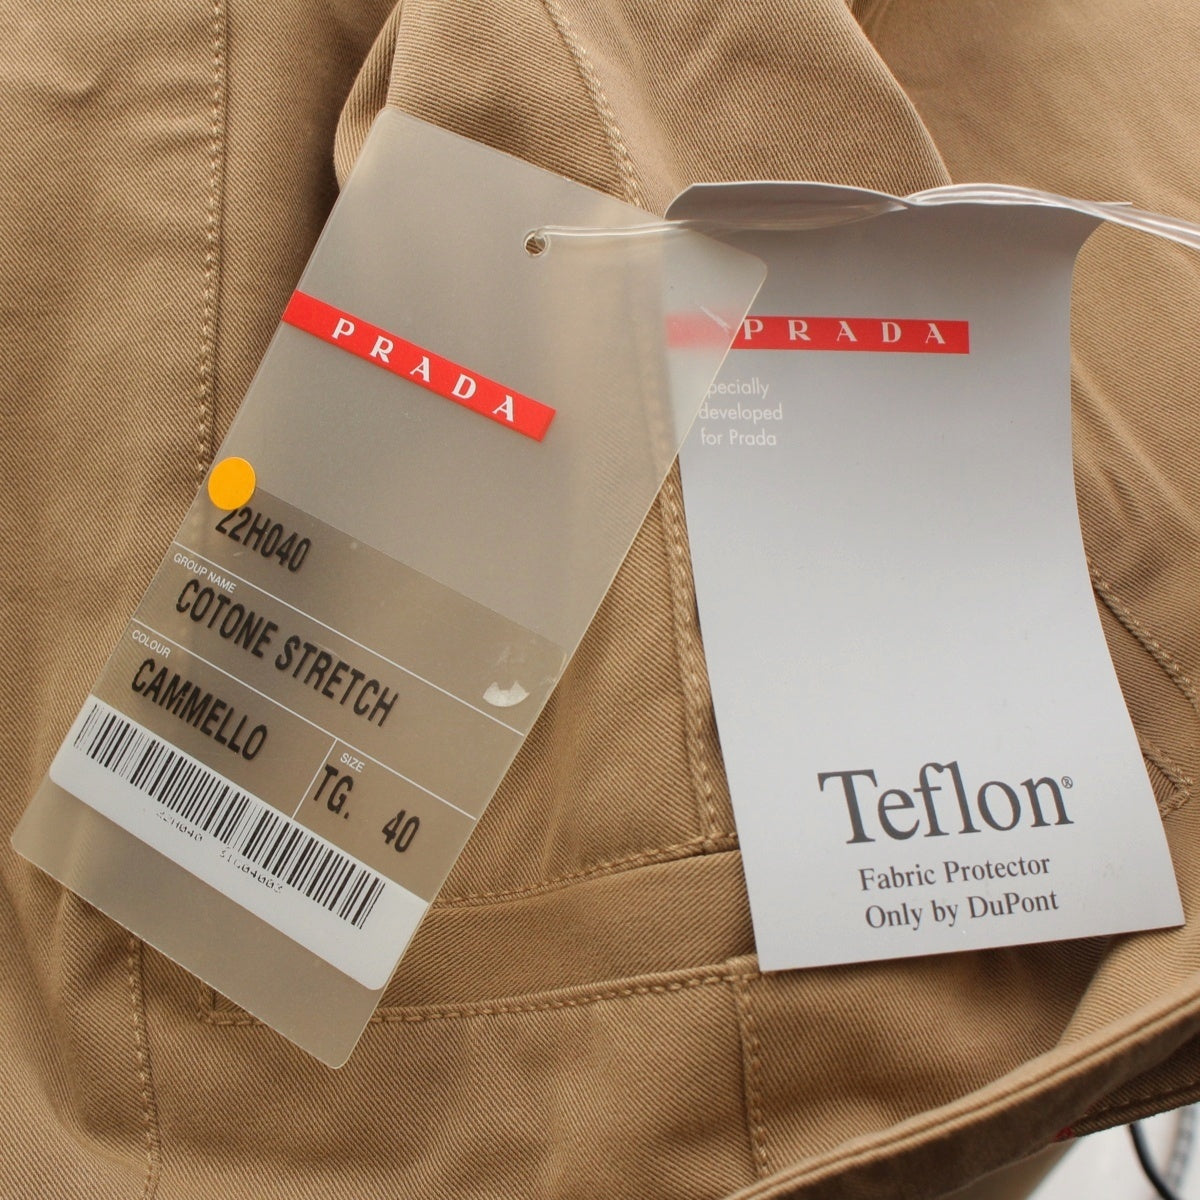 PRADA
22H040
GROUP NAME
COTONE STRETCH
COLOUR
CAMMELLO
SIZE
TG. 40
22H040
PRADA
pecially
developed
for Prada
Teflon®
Fabric Protector
Only by DuPont